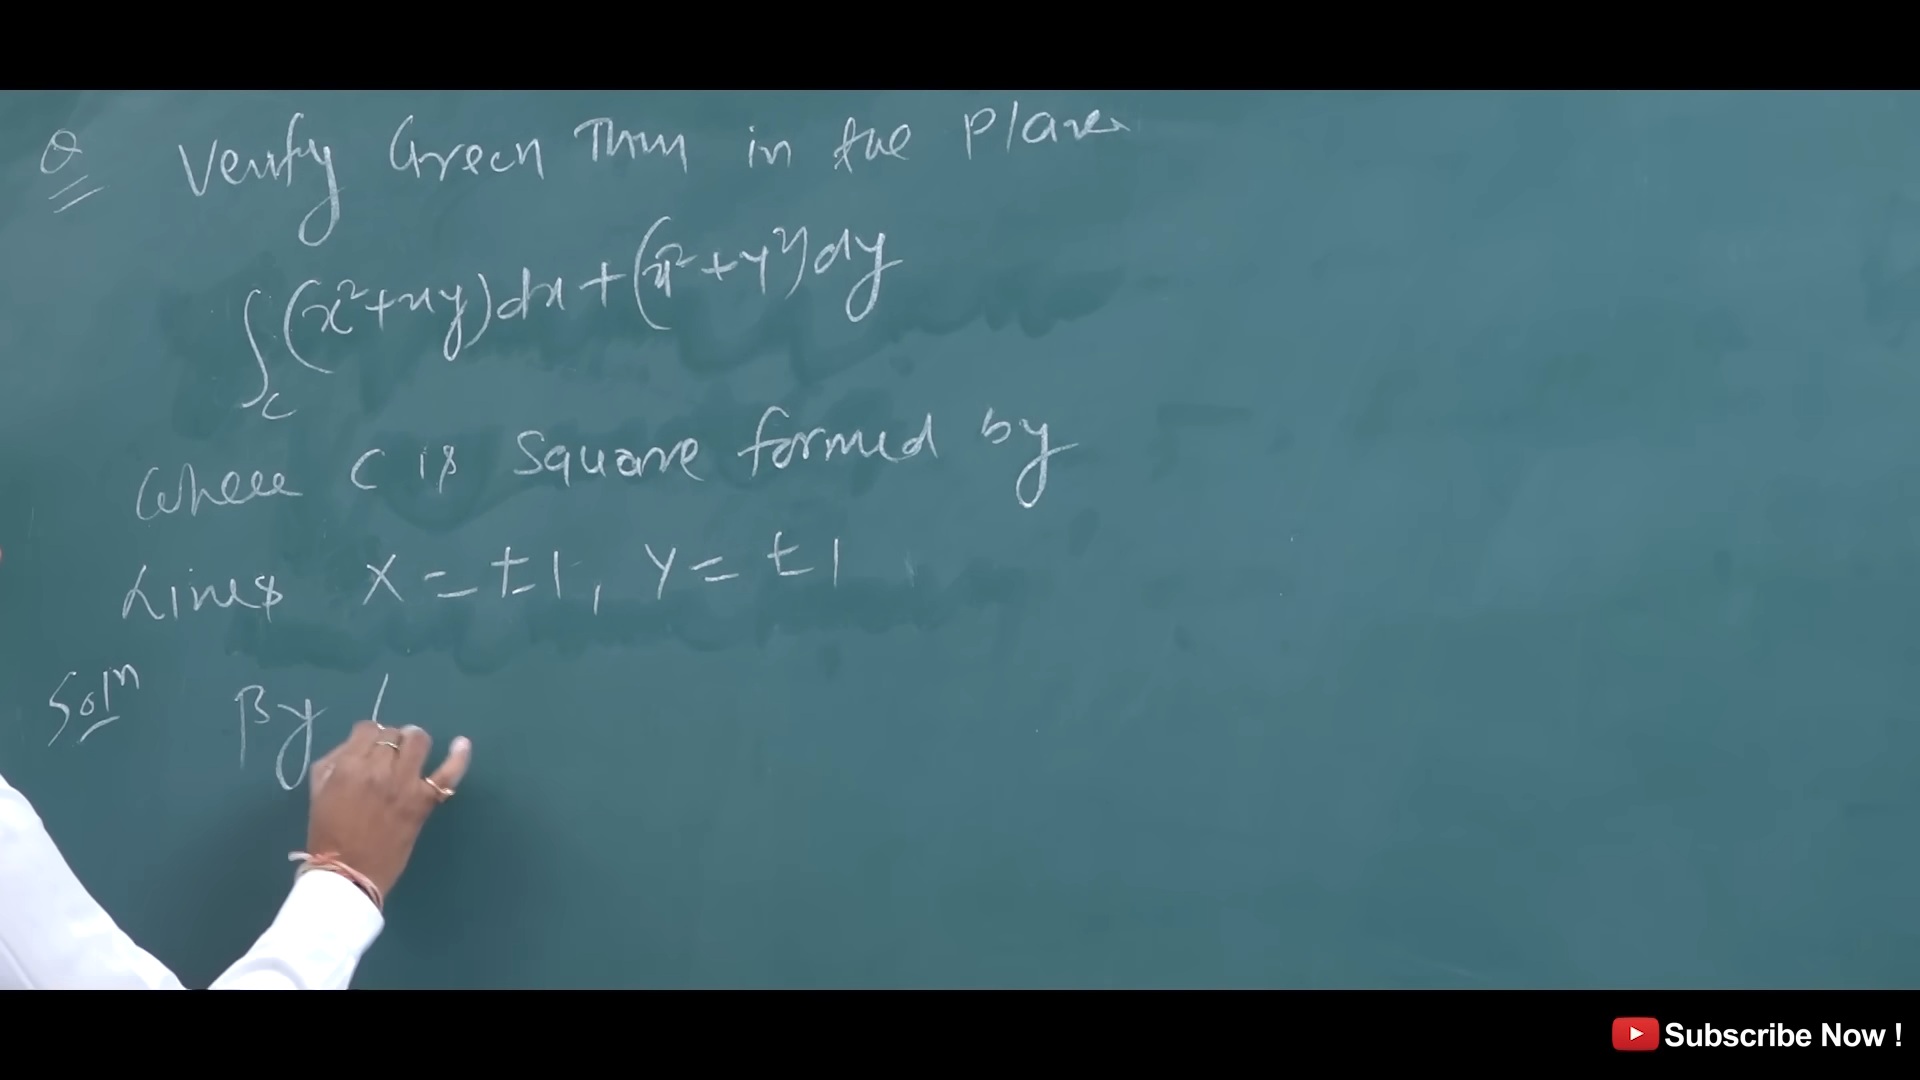 Q Verify Green Thm in the Plane
∫c (x²+xy)dx+(x²+y²)dy
where C is Square formed by
Lines X=±1, Y=±1
Solⁿ By
Subscribe Now !